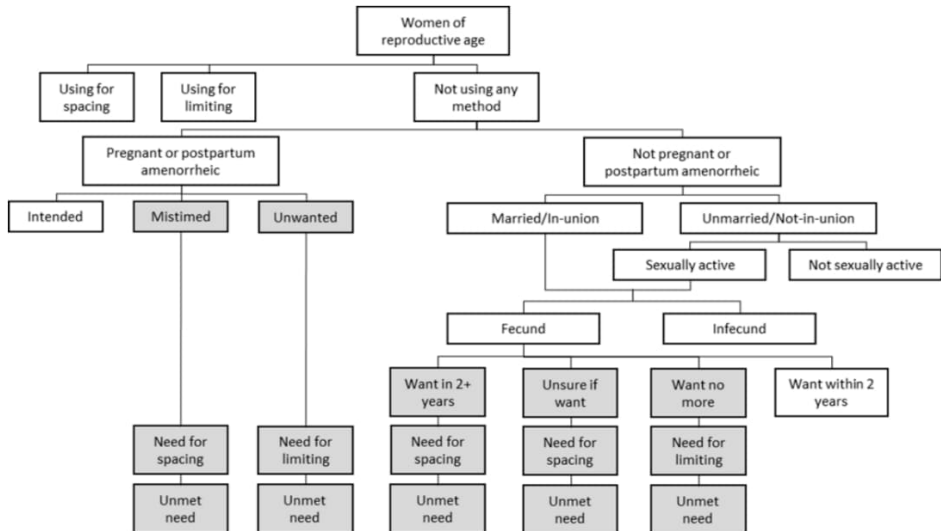 Women of
reproductive age
Using for
spacing
Using for
limiting
Not using any
method
Pregnant or postpartum
amenorrheic
Not pregnant or
postpartum amenorrheic
Intended
Mistimed
Unwanted
Married/In-union
Unmarried/Not-in-union
Sexually active
Not sexually active
Fecund
Infecund
Want in 2+
years
Unsure if
want
Want no
more
Want within 2
years
Need for
spacing
Need for
limiting
Need for
spacing
Need for
spacing
Need for
limiting
Unmet
need
Unmet
need
Unmet
need
Unmet
need
Unmet
need